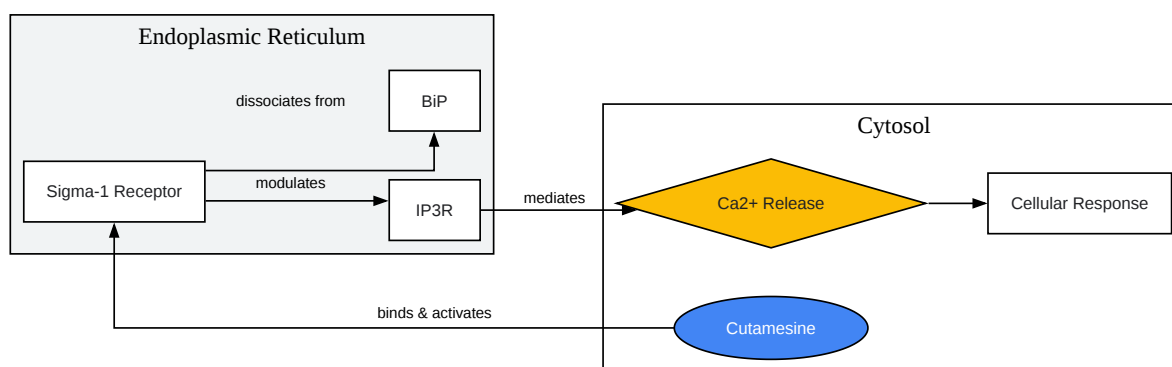 Endoplasmic Reticulum
BiP
dissociates from
Cytosol
Sigma-1 Receptor
modulates
IP3R
mediates
Ca2+ Release
Cellular Response
binds & activates
Cutamesine